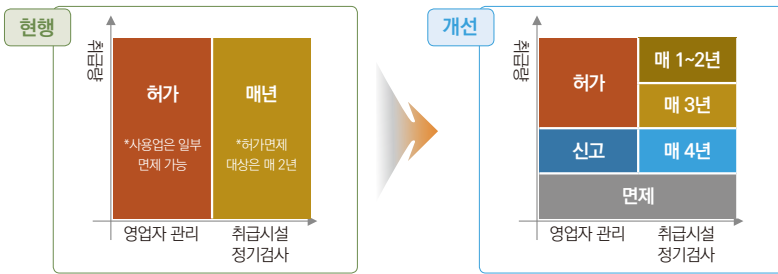 현행
취급량
허가
*사용업은 일부
면제 가능
매년
*허가면제
대상은 매 2년
영업자 관리
취급시설
정기검사
개선
취급량
허가
매 1~2년
매 3년
신고
매 4년
면제
영업자 관리
취급시설
정기검사